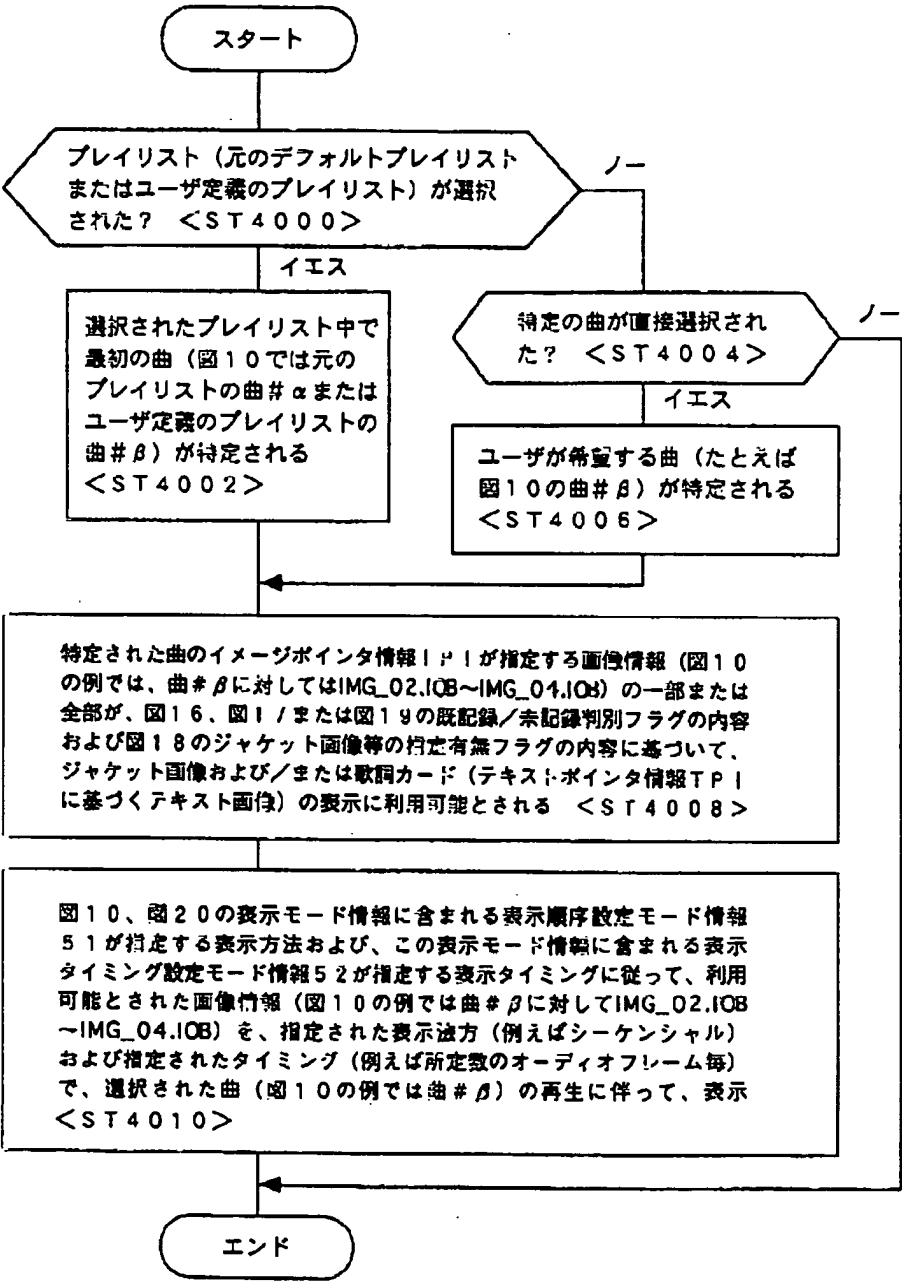 スタート
プレイリスト（元のデフォルトプレイリスト
またはユーザ定義のプレイリスト）が選択
された？ ＜ＳＴ４０００＞
ノー
イエス
選択されたプレイリスト中で
最初の曲（図１０では元の
プレイリストの曲＃αまたは
ユーザ定義のプレイリストの
曲＃β）が特定される
＜ＳＴ４００２＞
特定の曲が直接選択され
た？ ＜ＳＴ４００４＞
ノー
イエス
ユーザが希望する曲（たとえば
図１０の曲＃β）が特定される
＜ＳＴ４００６＞
特定された曲のイメージポインタ情報ＩＰＩが指定する画像情報（図１０
の例では、曲＃βに対してはIMG_02.IOB～IMG_04.IOB）の一部または
全部が、図１６、図１７または図１９の既記録／未記録判別フラグの内容
および図１８のジャケット画像等の指定有無フラグの内容に基づいて、
ジャケット画像および／または歌詞カード（テキストポインタ情報ＴＰＩ
に基づくテキスト画像）の表示に利用可能とされる ＜ＳＴ４００８＞
図１０、図２０の表示モード情報に含まれる表示順序設定モード情報
５１が指定する表示方法および、この表示モード情報に含まれる表示
タイミング設定モード情報５２が指定する表示タイミングに従って、利用
可能とされた画像情報（図１０の例では曲＃βに対してIMG_02.IOB
～IMG_04.IOB）を、指定された表示法方（例えばシーケンシャル）
および指定されたタイミング（例えば所定数のオーディオフレーム毎）
で、選択された曲（図１０の例では曲＃β）の再生に伴って、表示
＜ＳＴ４０１０＞
エンド